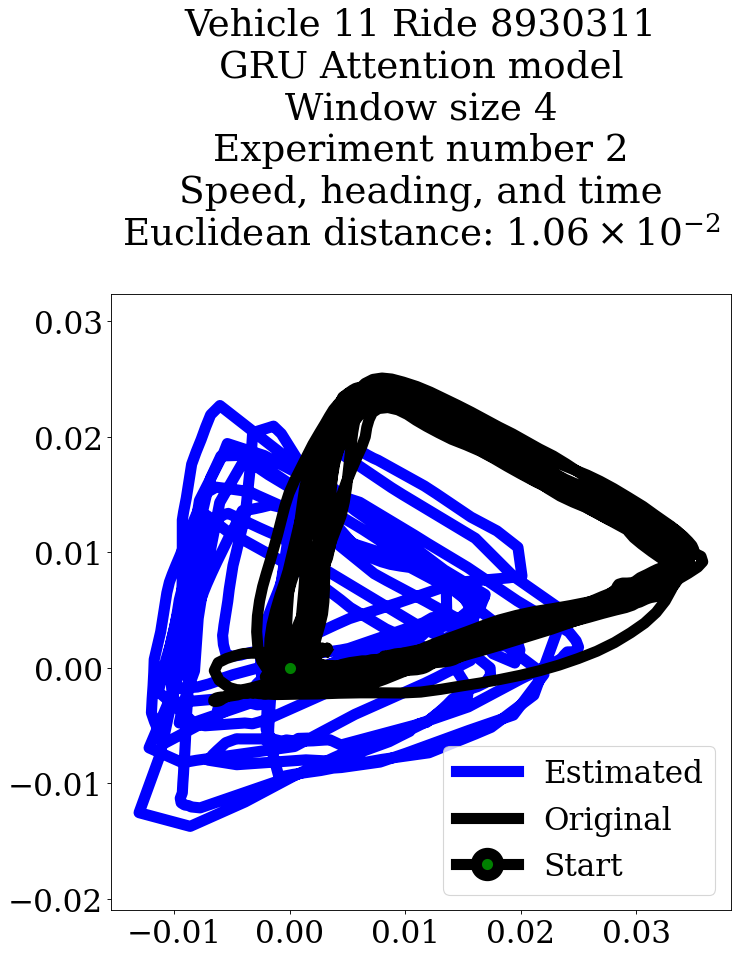 Vehicle 11 Ride 8930311
GRU Attention model
Window size 4
Experiment number 2
Speed, heading, and time
Euclidean distance: 1.06 × 10⁻²
0.03
0.02
0.01
0.00
−0.01
−0.02
−0.01 0.00 0.01 0.02 0.03
Estimated
Original
Start